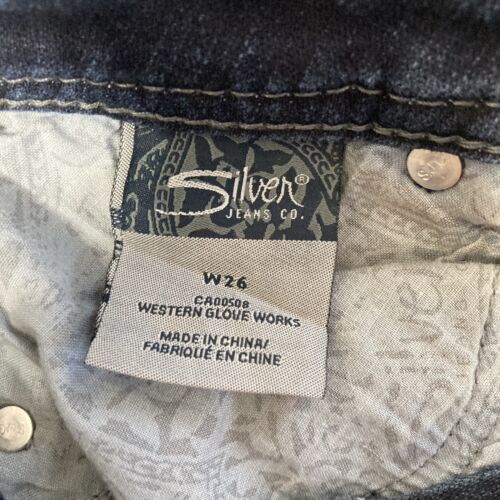 Silver®
JEANS CO.
W26
CA00508
WESTERN GLOVE WORKS
MADE IN CHINA/
FABRIQUÉ EN CHINE